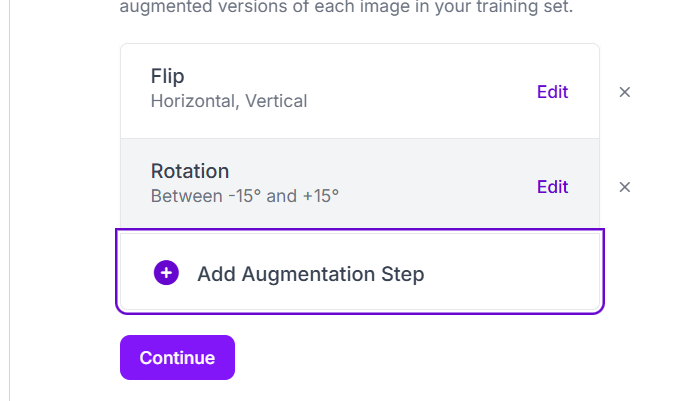 augmented versions of each image in your training set.
Flip
Horizontal, Vertical
Edit
×
Rotation
Between -15° and +15°
Edit
×
Add Augmentation Step
Continue